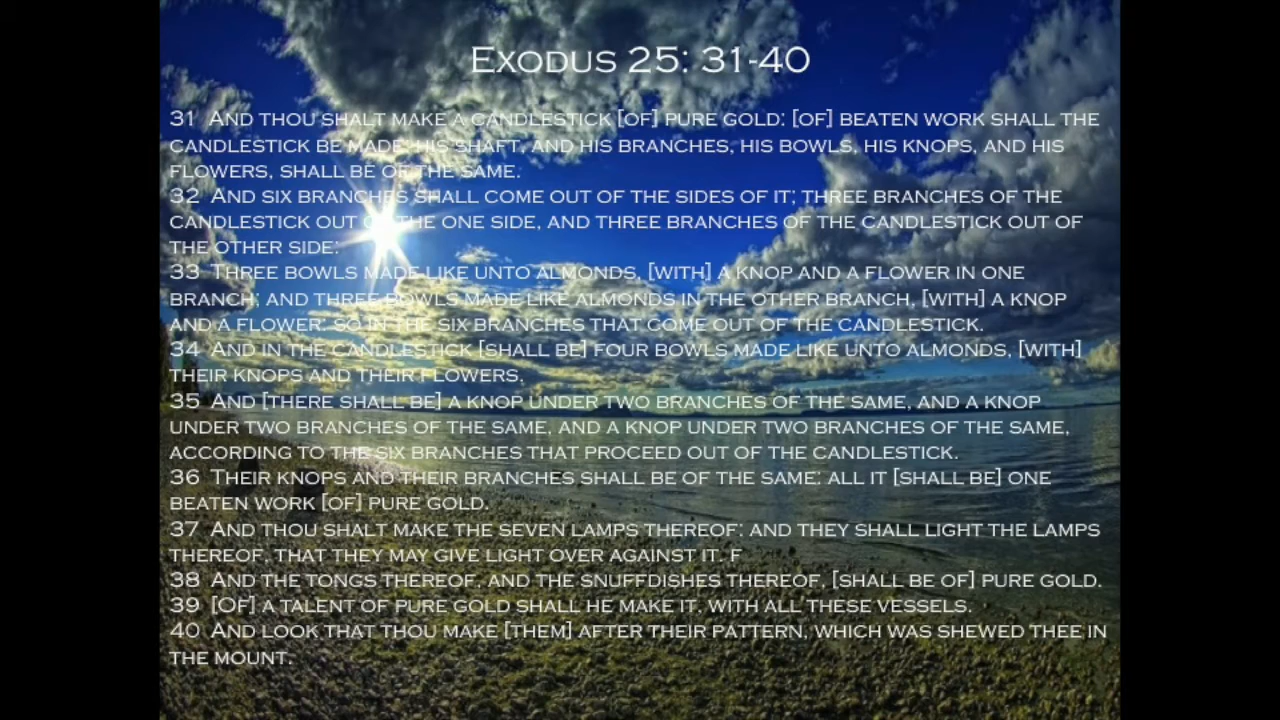 Exodus 25: 31-40
31 And thou shalt make a candlestick [of] pure gold: [of] beaten work shall the
candlestick be made: his shaft, and his branches, his bowls, his knops, and his
flowers, shall be of the same.
32 And six branches shall come out of the sides of it; three branches of the
candlestick out of the one side, and three branches of the candlestick out of
the other side:
33 Three bowls made like unto almonds, [with] a knop and a flower in one
branch; and three bowls made like almonds in the other branch, [with] a knop
and a flower: so in the six branches that come out of the candlestick.
34 And in the candlestick [shall be] four bowls made like unto almonds, [with]
their knops and their flowers.
35 And [there shall be] a knop under two branches of the same, and a knop
under two branches of the same, and a knop under two branches of the same,
according to the six branches that proceed out of the candlestick.
36 Their knops and their branches shall be of the same: all it [shall be] one
beaten work [of] pure gold.
37 And thou shalt make the seven lamps thereof: and they shall light the lamps
thereof, that they may give light over against it. F
38 And the tongs thereof, and the snuffdishes thereof, [shall be of] pure gold.
39 [Of] a talent of pure gold shall he make it, with all these vessels.
40 And look that thou make [them] after their pattern, which was shewed thee in
the mount.